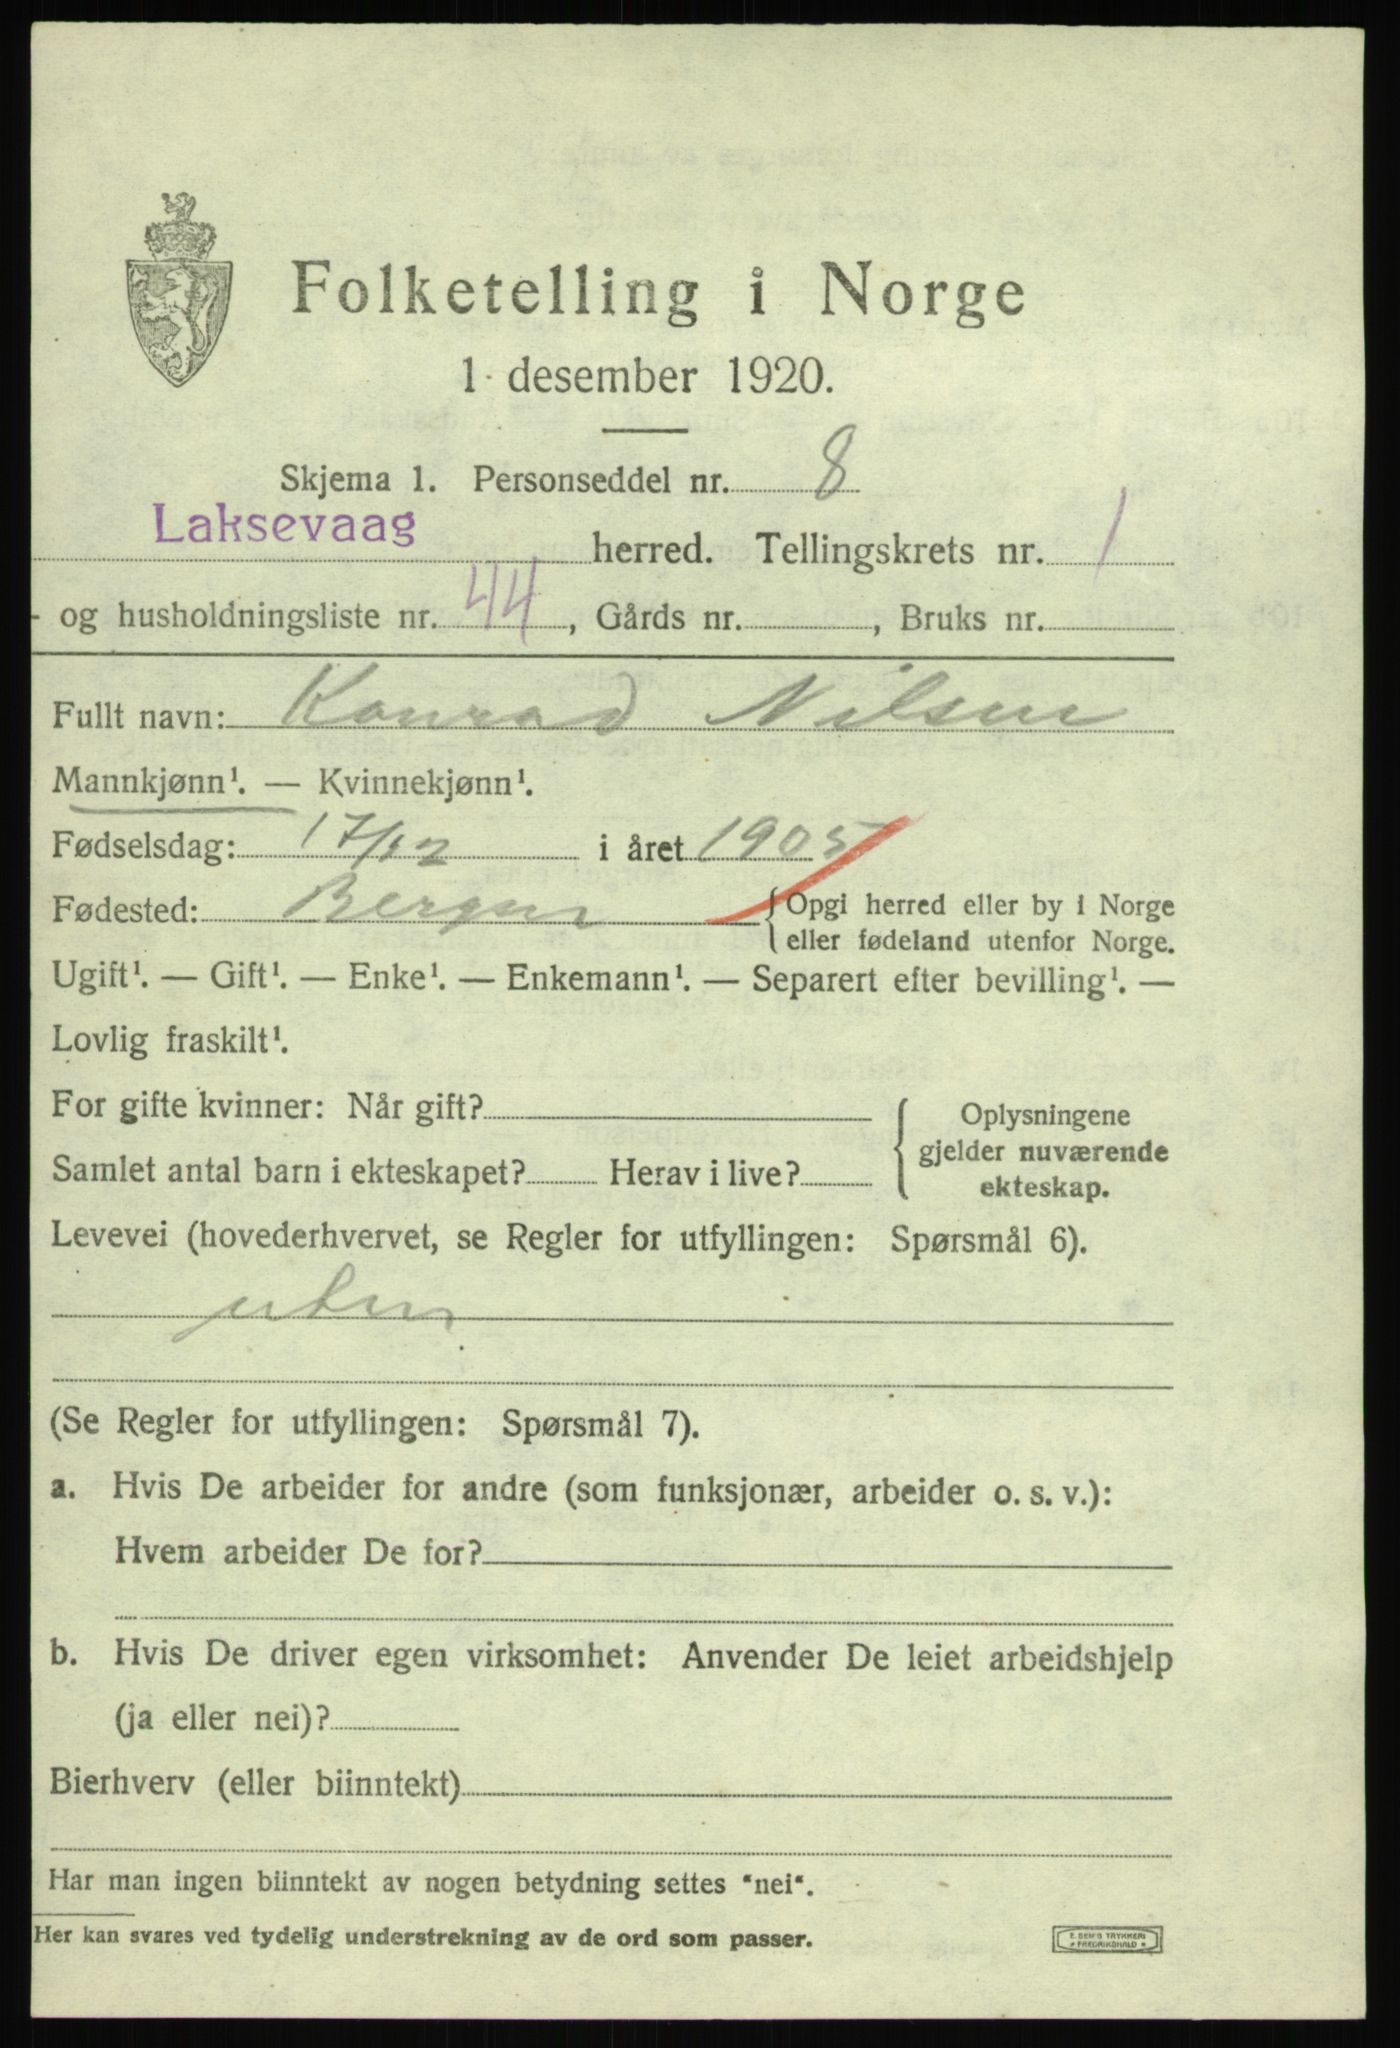 Folketelling i Norge
1 desember 1920.
Skjema 1. Personseddel nr. 8
Laksevaag herred. Tellingskrets nr. 1
- og husholdningsliste nr. 44, Gårds nr. , Bruks nr.
Fullt navn: Konrad Nilsen
Mannkjønn¹. — Kvinnekjønn¹.
Fødselsdag: 17/12 i året 1905
Fødested: Bergen { Opgi herred eller by i Norge
eller fødeland utenfor Norge.
Ugift¹. — Gift¹. — Enke¹. — Enkemann¹. — Separert efter bevilling¹. —
Lovlig fraskilt¹.
For gifte kvinner: Når gift?
Samlet antal barn i ekteskapet? Herav i live?
{ Oplysningene
gjelder nuværende
ekteskap.
Levevei (hovederhvervet, se Regler for utfyllingen: Spørsmål 6).
uten
(Se Regler for utfyllingen: Spørsmål 7).
a. Hvis De arbeider for andre (som funksjonær, arbeider o. s. v.):
Hvem arbeider De for?
b. Hvis De driver egen virksomhet: Anvender De leiet arbeidshjelp
(ja eller nei)?
Bierhverv (eller biinntekt)
Har man ingen biinntekt av nogen betydning settes "nei".
Her kan svares ved tydelig understrekning av de ord som passer.
E. SEM'S TRYKKERI
FREDRIKSHALD